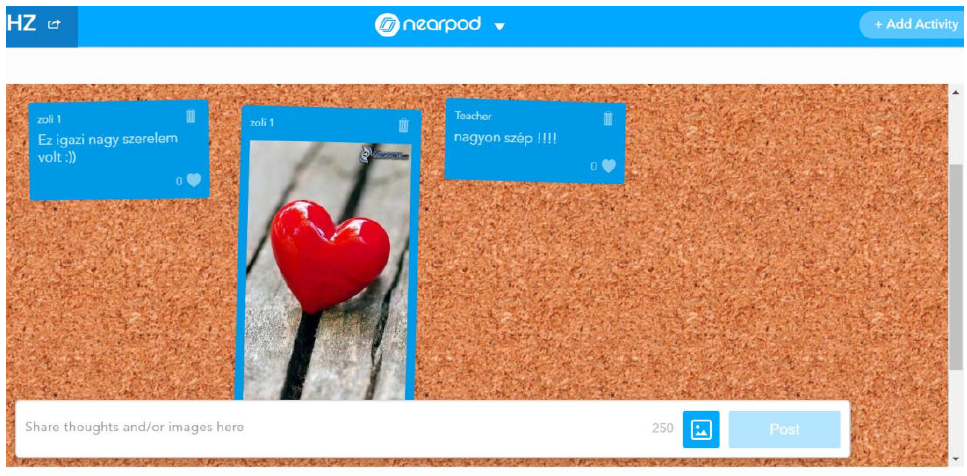 HZ
nearpod
+ Add Activity
zoli 1
Ez igazi nagy szerelem
volt :))
0
zoli 1
Teacher
nagyon szép !!!!
0
Share thoughts and/or images here
250
Post